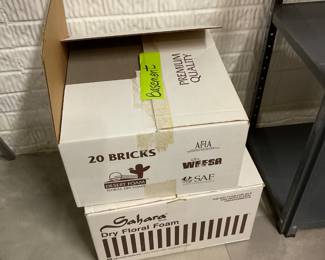 Basement
PREMIUM
QUALITY
20 BRICKS
AFIA
DESERT FOAM
WFFSA
SAF
Sahara
Dry Floral Foam